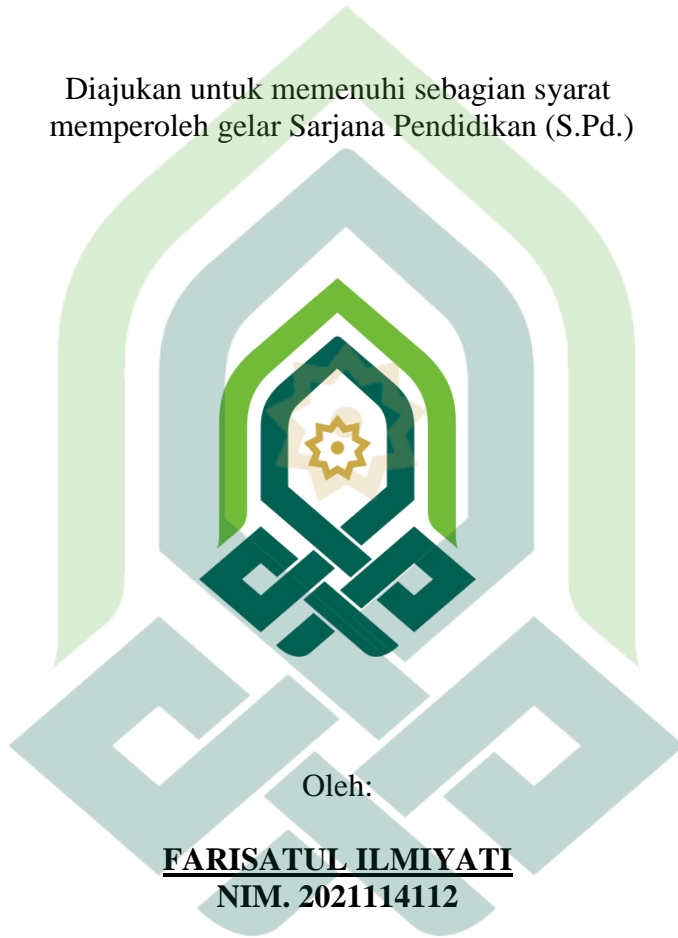 Diajukan untuk memenuhi sebagian syarat
memperoleh gelar Sarjana Pendidikan (S.Pd.)
Oleh:
FARISATUL ILMIYATI
NIM. 2021114112